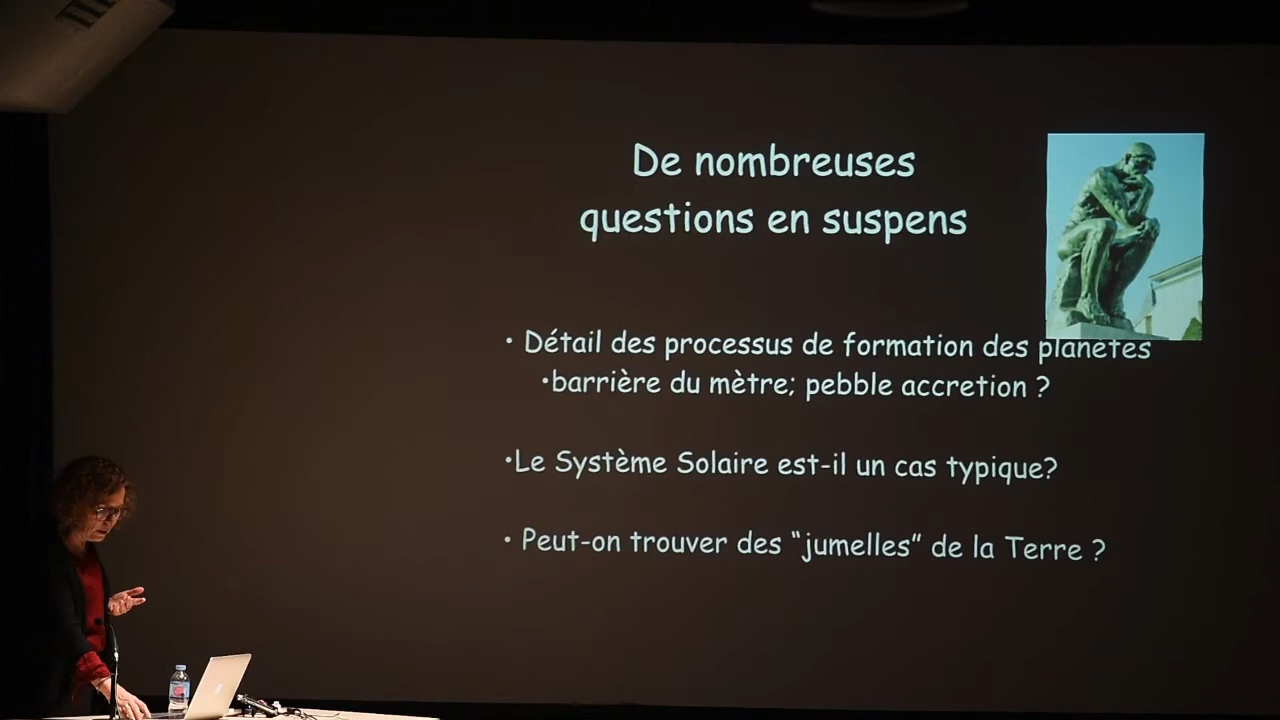 De nombreuses
questions en suspens
• Détail des processus de formation des planètes
•barrière du mètre; pebble accretion ?
•Le Système Solaire est-il un cas typique?
• Peut-on trouver des “jumelles” de la Terre ?